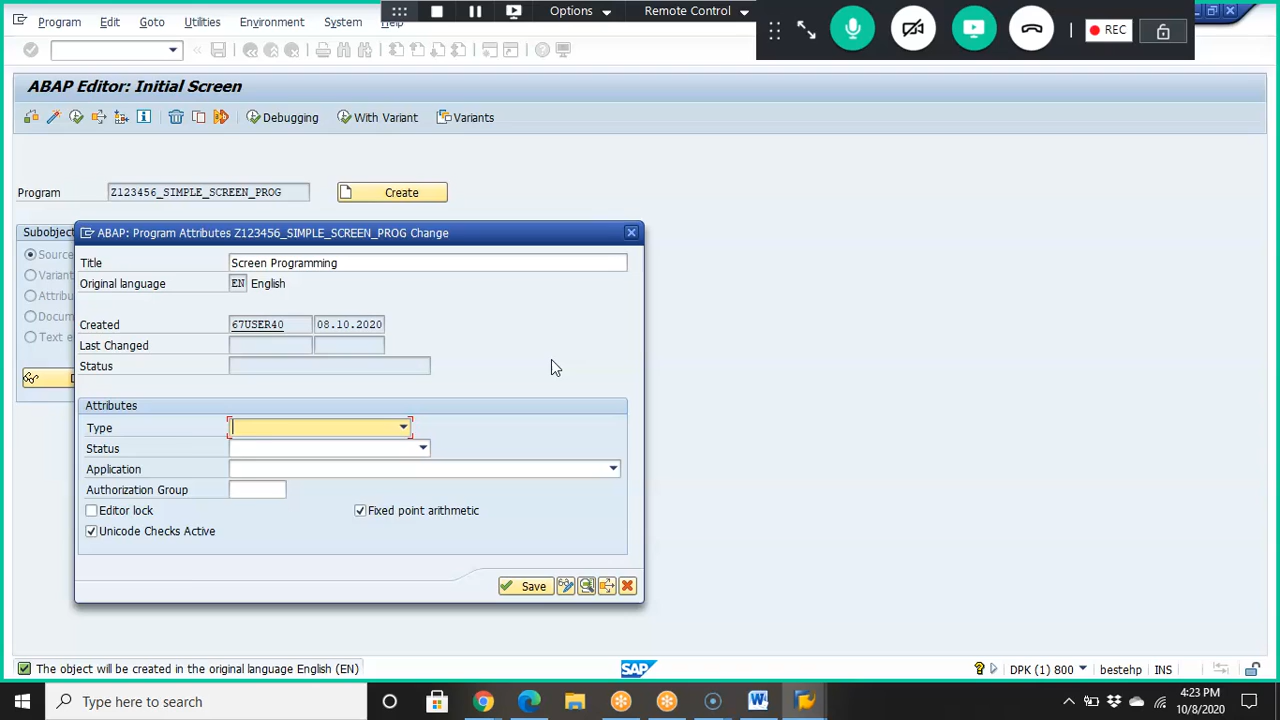 Program Edit Goto Utilities Environment System Help
Options Remote Control
REC
ABAP Editor: Initial Screen
Debugging With Variant Variants
Program Z123456_SIMPLE_SCREEN_PROG Create
Subobject
ABAP: Program Attributes Z123456_SIMPLE_SCREEN_PROG Change
Title Screen Programming
Original language EN English
Created 67USER40 08.10.2020
Last Changed
Status
Attributes
Type
Status
Application
Authorization Group
Editor lock Fixed point arithmetic
Unicode Checks Active
Save
The object will be created in the original language English (EN)
SAP
DPK (1) 800 bestehp INS
Type here to search
4:23 PM
10/8/2020